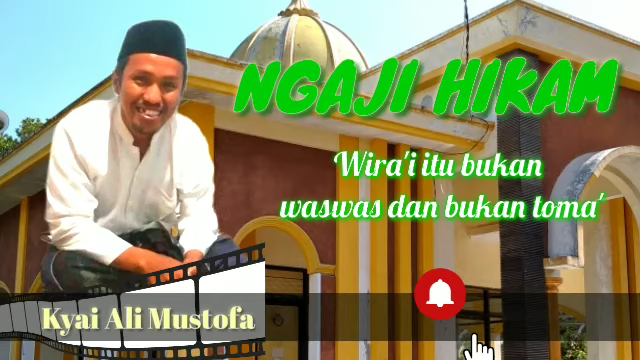 NGAJI HIKAM
Wira'i itu bukan
waswas dan bukan toma'
Kyai Ali Mustofa